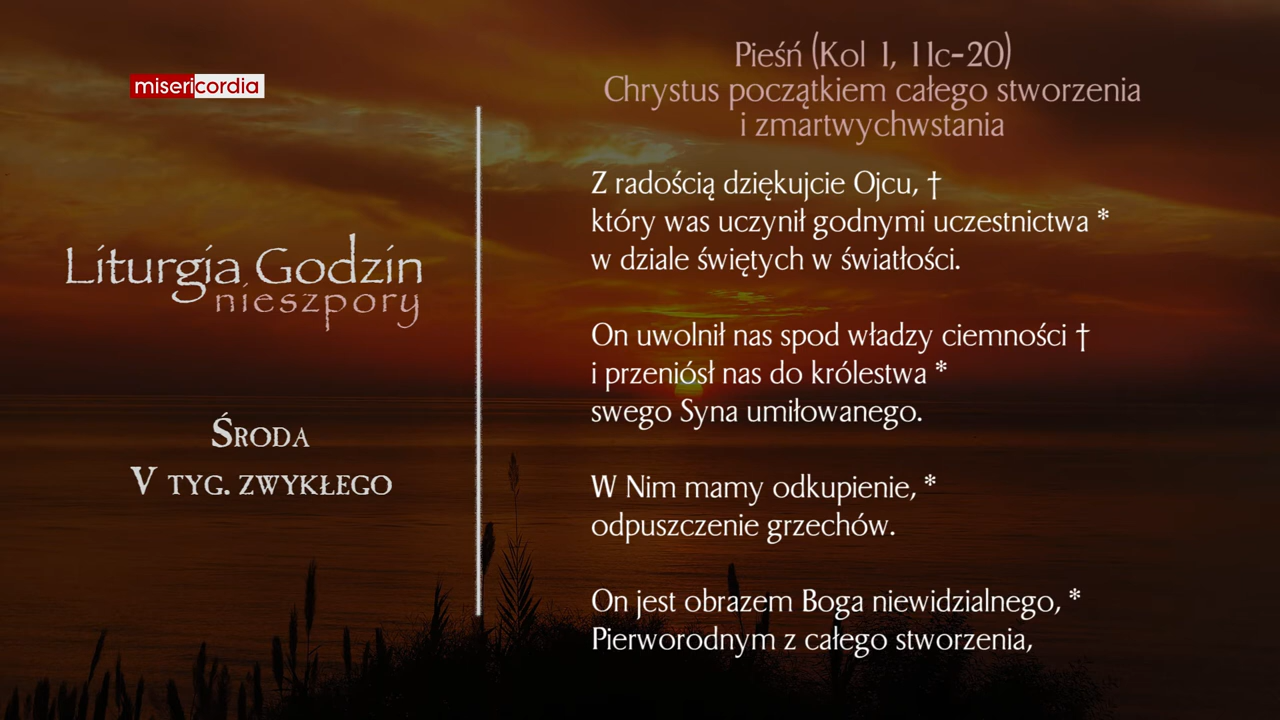 misericordia
Liturgia Godzin
nieszpory
Środa
V tyg. zwykłego
Pieśń (Kol 1, 11c-20)
Chrystus początkiem całego stworzenia
i zmartwychwstania
Z radością dziękujcie Ojcu, †
który was uczynił godnymi uczestnictwa *
w dziale świętych w światłości.
On uwolnił nas spod władzy ciemności †
i przeniósł nas do królestwa *
swego Syna umiłowanego.
W Nim mamy odkupienie, *
odpuszczenie grzechów.
On jest obrazem Boga niewidzialnego, *
Pierworodnym z całego stworzenia,